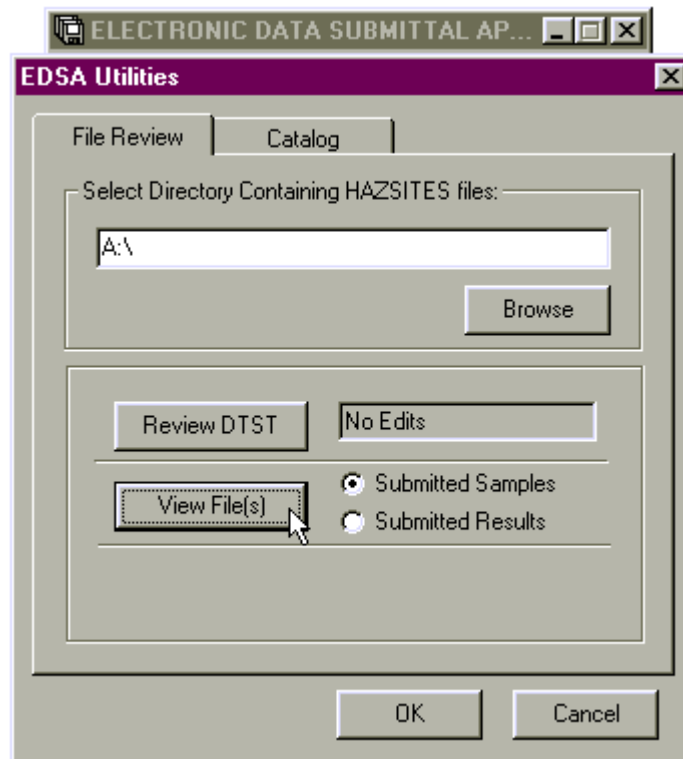 ELECTRONIC DATA SUBMITTAL AP...
EDSA Utilities
File Review
Catalog
Select Directory Containing HAZSITES files:
A:\
Browse
Review DTST
No Edits
View File(s)
Submitted Samples
Submitted Results
OK
Cancel